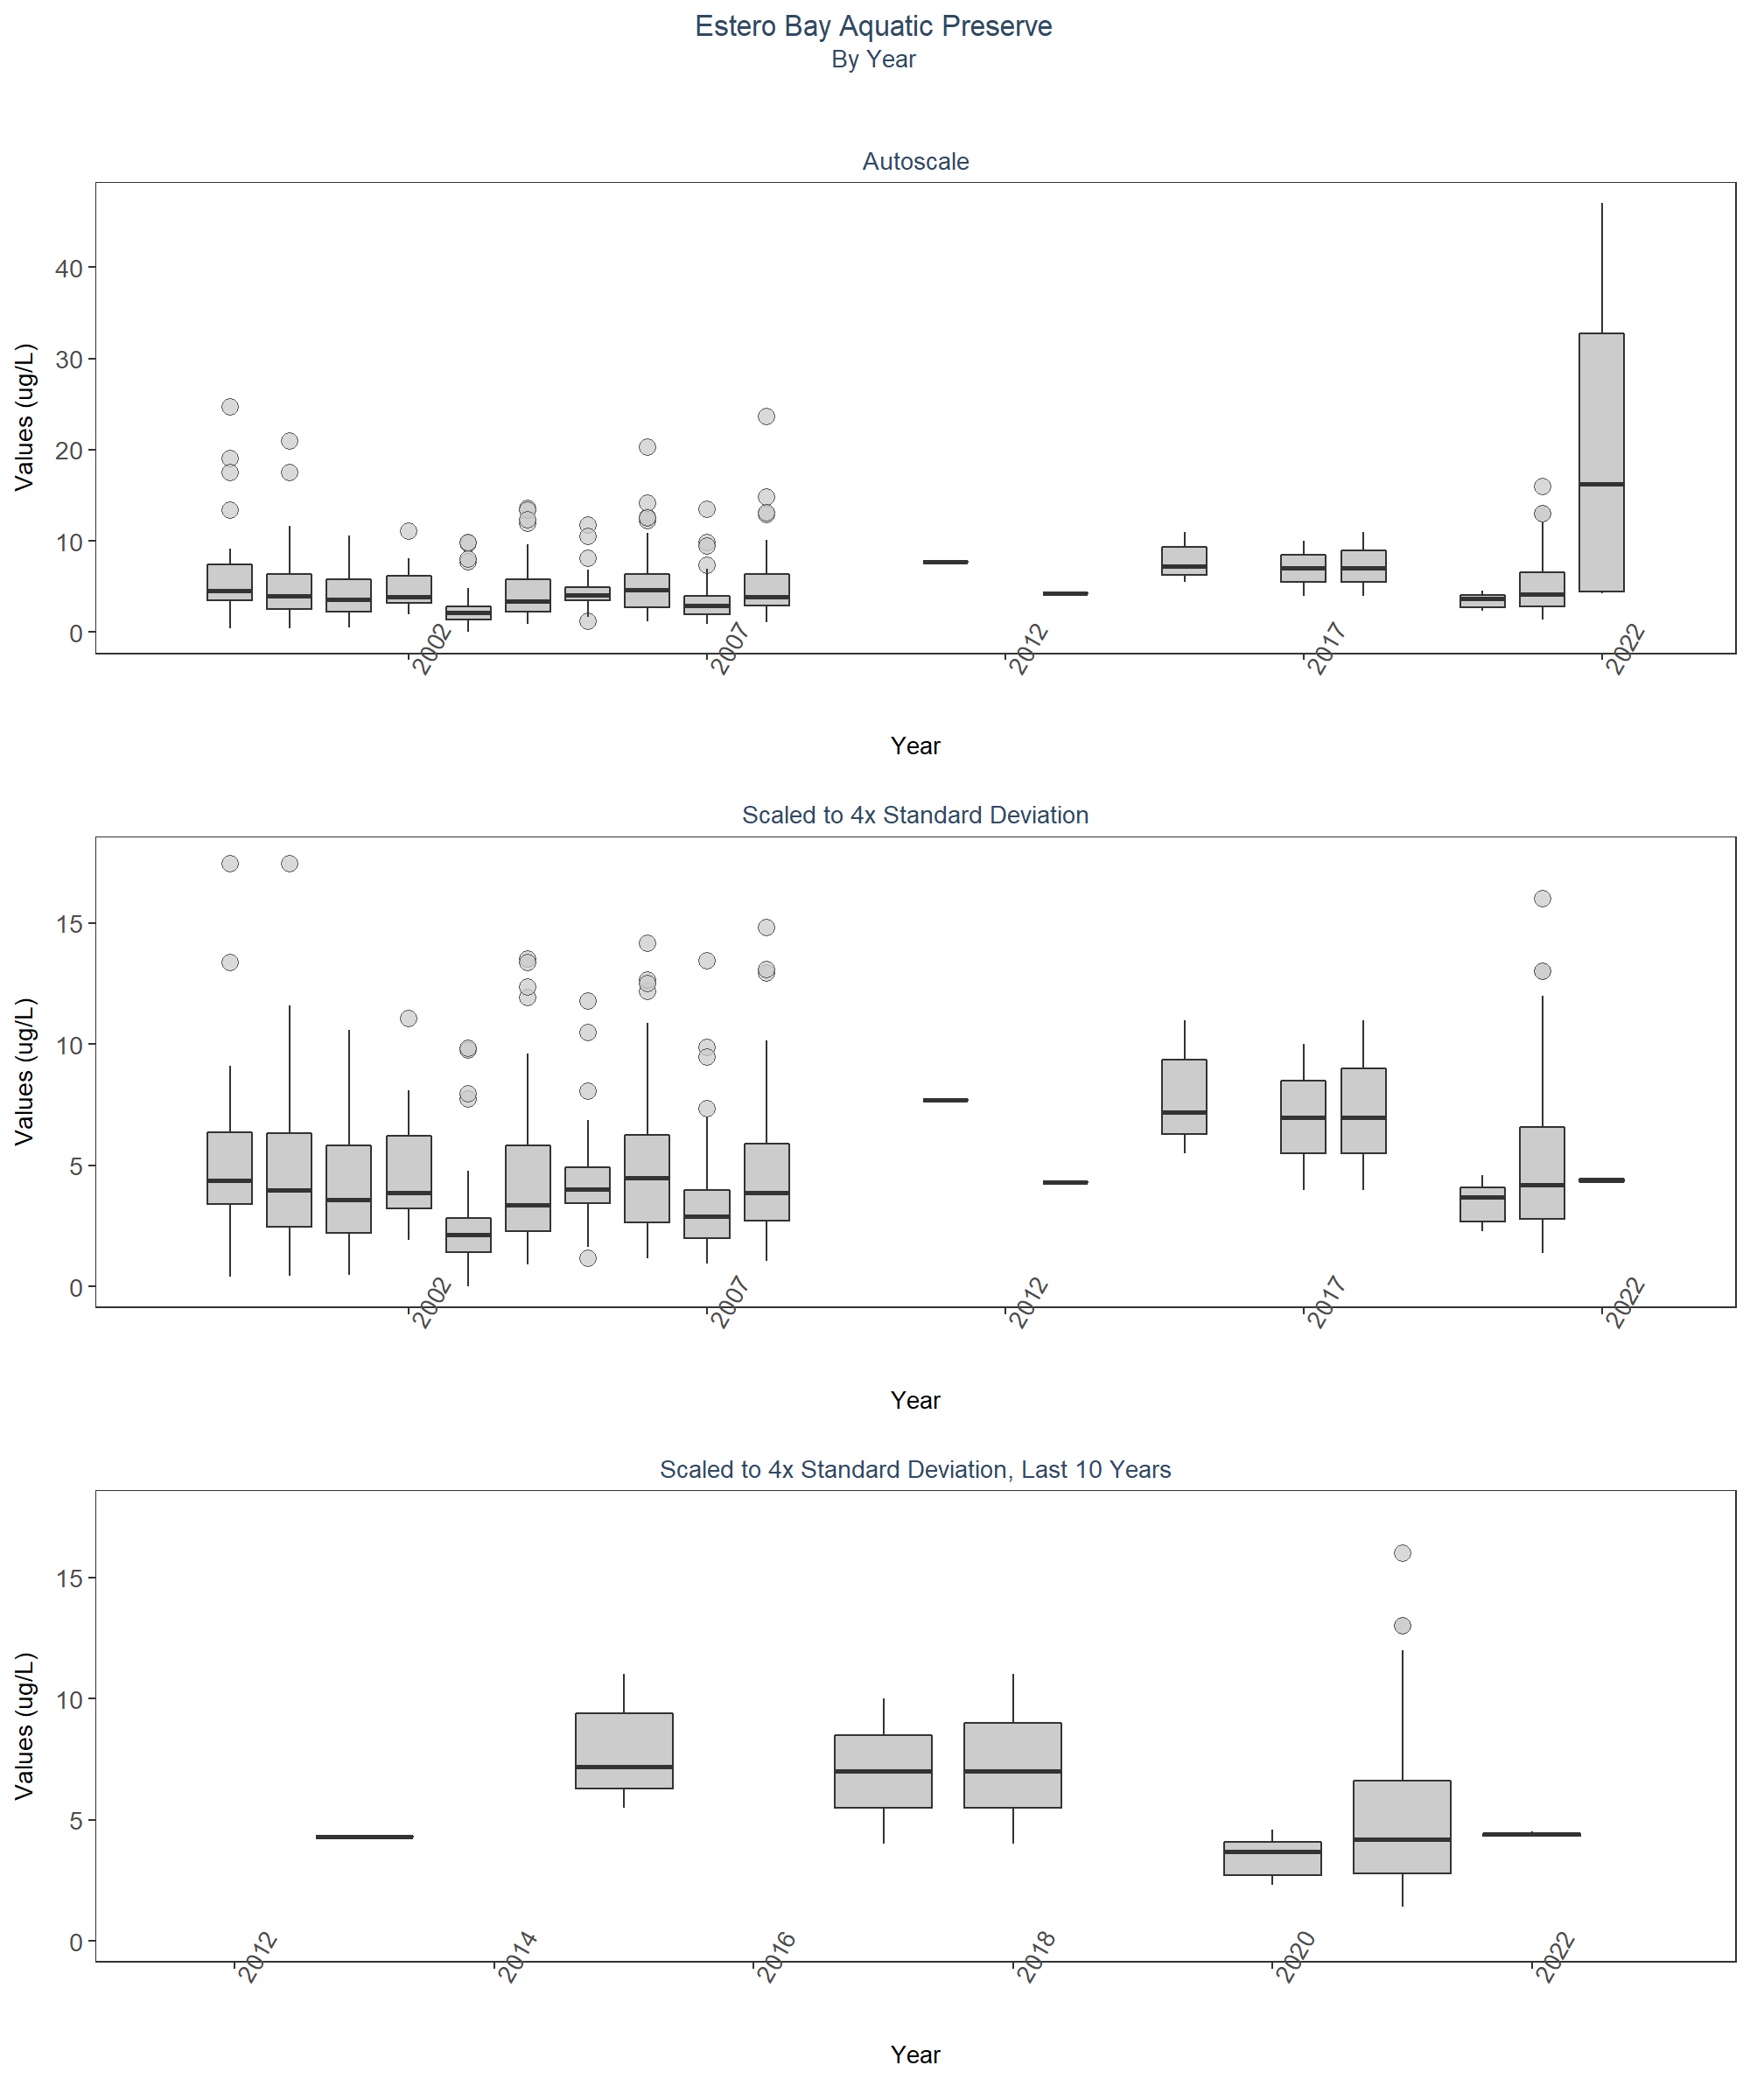 Estero Bay Aquatic Preserve
By Year
Autoscale
Values (ug/L)
40
30
20
10
0
2002
2007
2012
2017
2022
Year
Scaled to 4x Standard Deviation
Values (ug/L)
15
10
5
0
2002
2007
2012
2017
2022
Year
Scaled to 4x Standard Deviation, Last 10 Years
Values (ug/L)
15
10
5
0
2012
2014
2016
2018
2020
2022
Year